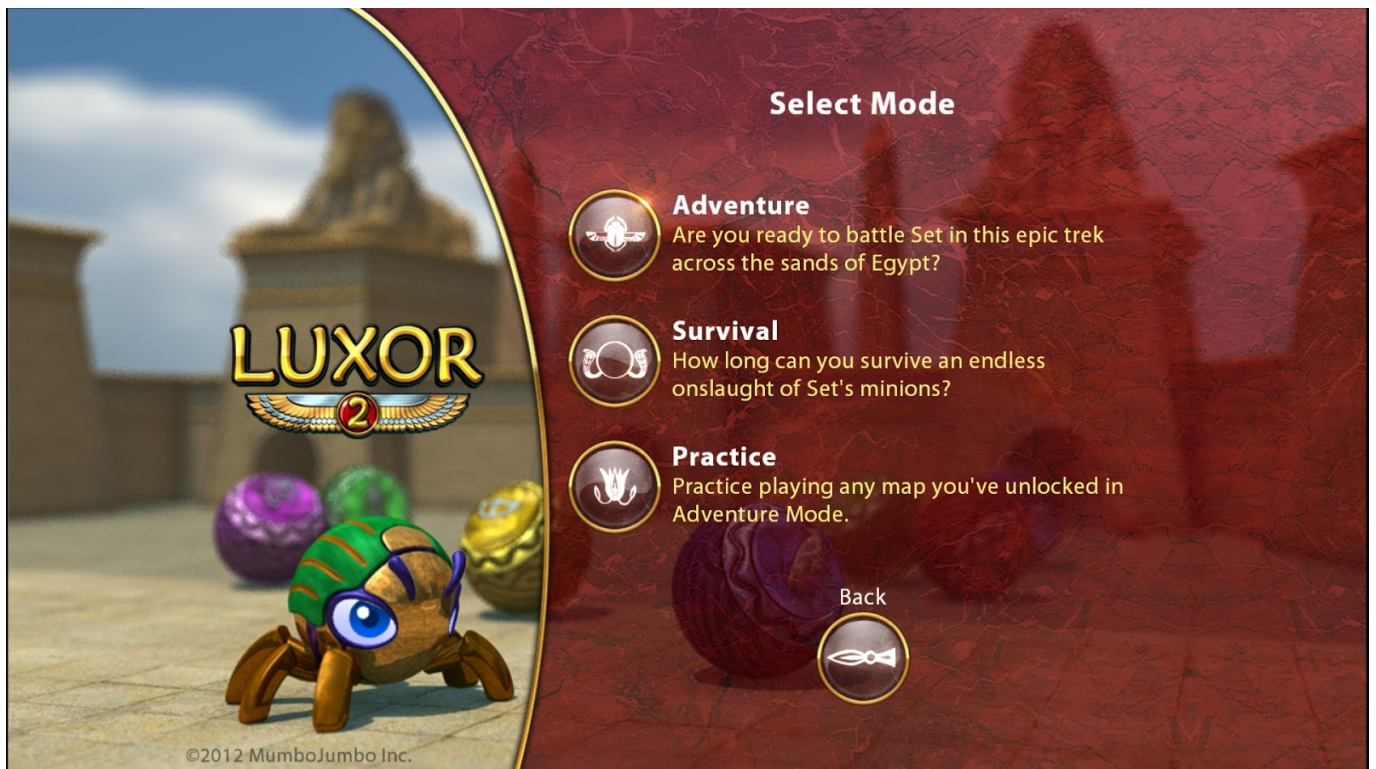 Select Mode
Adventure
Are you ready to battle Set in this epic trek
across the sands of Egypt?
Survival
How long can you survive an endless
onslaught of Set's minions?
Practice
Practice playing any map you've unlocked in
Adventure Mode.
Back
LUXOR
2
©2012 MumboJumbo Inc.